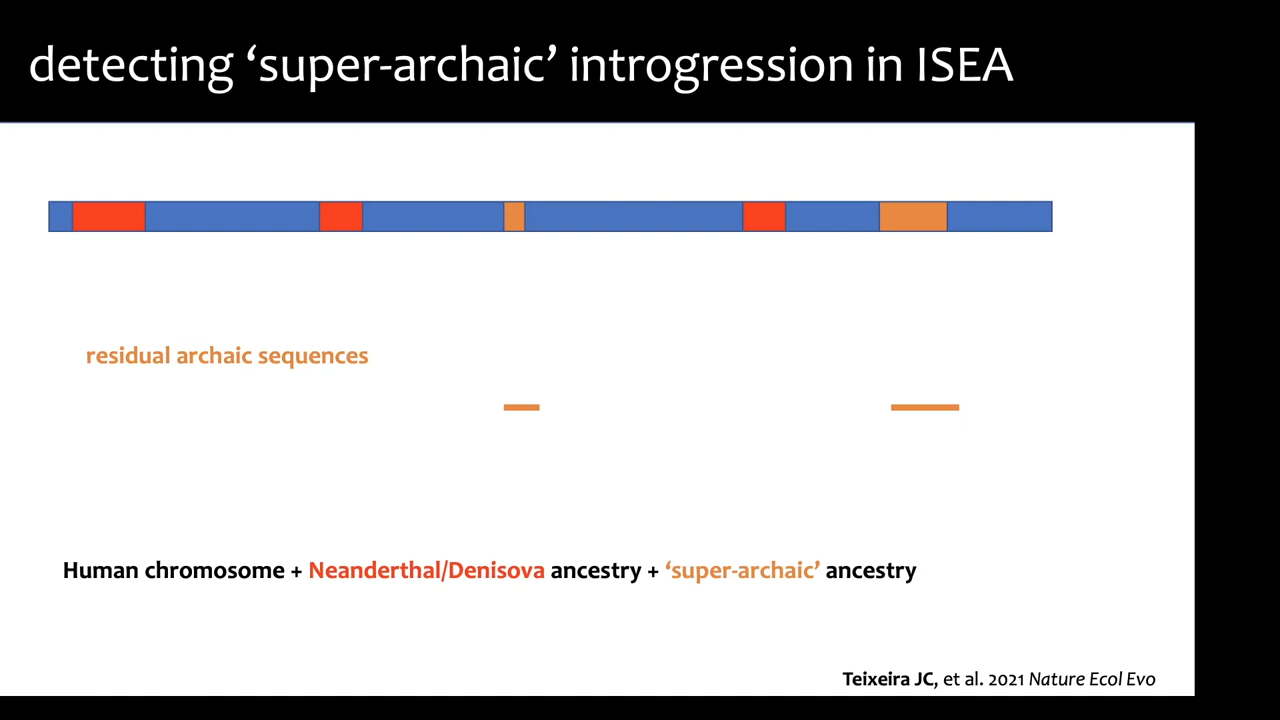 detecting ‘super-archaic’ introgression in ISEA
residual archaic sequences
Human chromosome + Neanderthal/Denisova ancestry + ‘super-archaic’ ancestry
Teixeira JC, et al. 2021 Nature Ecol Evo